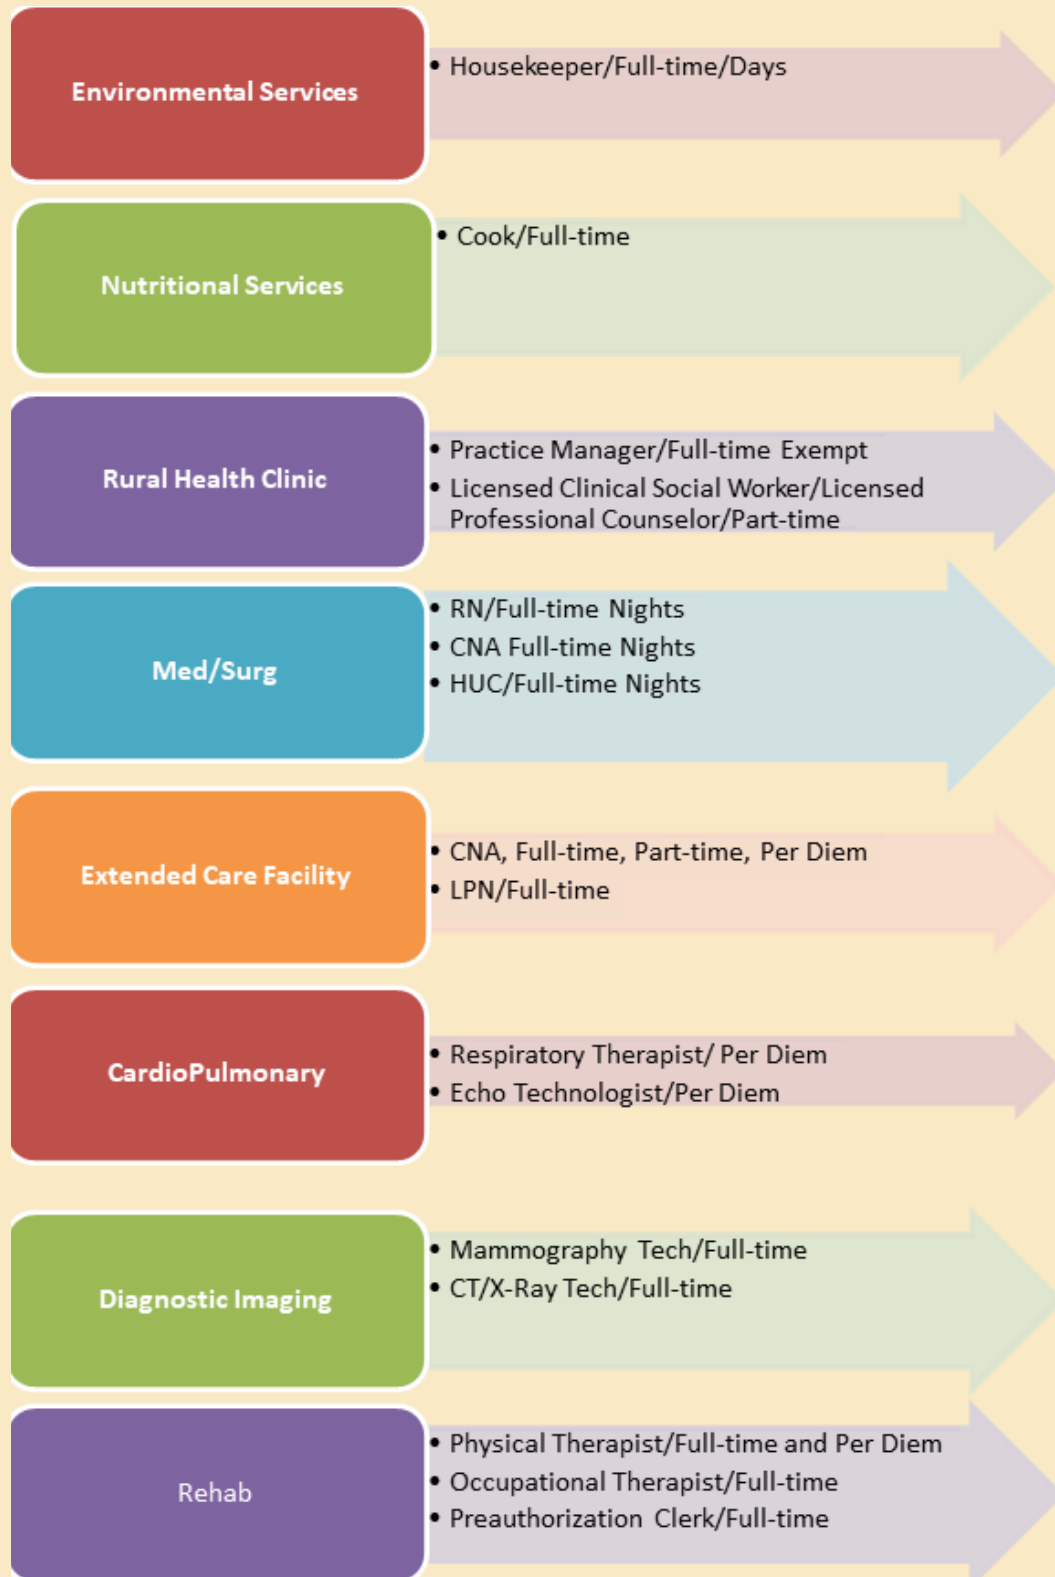 Environmental Services
• Housekeeper/Full-time/Days
Nutritional Services
• Cook/Full-time
Rural Health Clinic
• Practice Manager/Full-time Exempt
• Licensed Clinical Social Worker/Licensed
Professional Counselor/Part-time
Med/Surg
• RN/Full-time Nights
• CNA Full-time Nights
• HUC/Full-time Nights
Extended Care Facility
• CNA, Full-time, Part-time, Per Diem
• LPN/Full-time
CardioPulmonary
• Respiratory Therapist/ Per Diem
• Echo Technologist/Per Diem
Diagnostic Imaging
• Mammography Tech/Full-time
• CT/X-Ray Tech/Full-time
Rehab
• Physical Therapist/Full-time and Per Diem
• Occupational Therapist/Full-time
• Preauthorization Clerk/Full-time